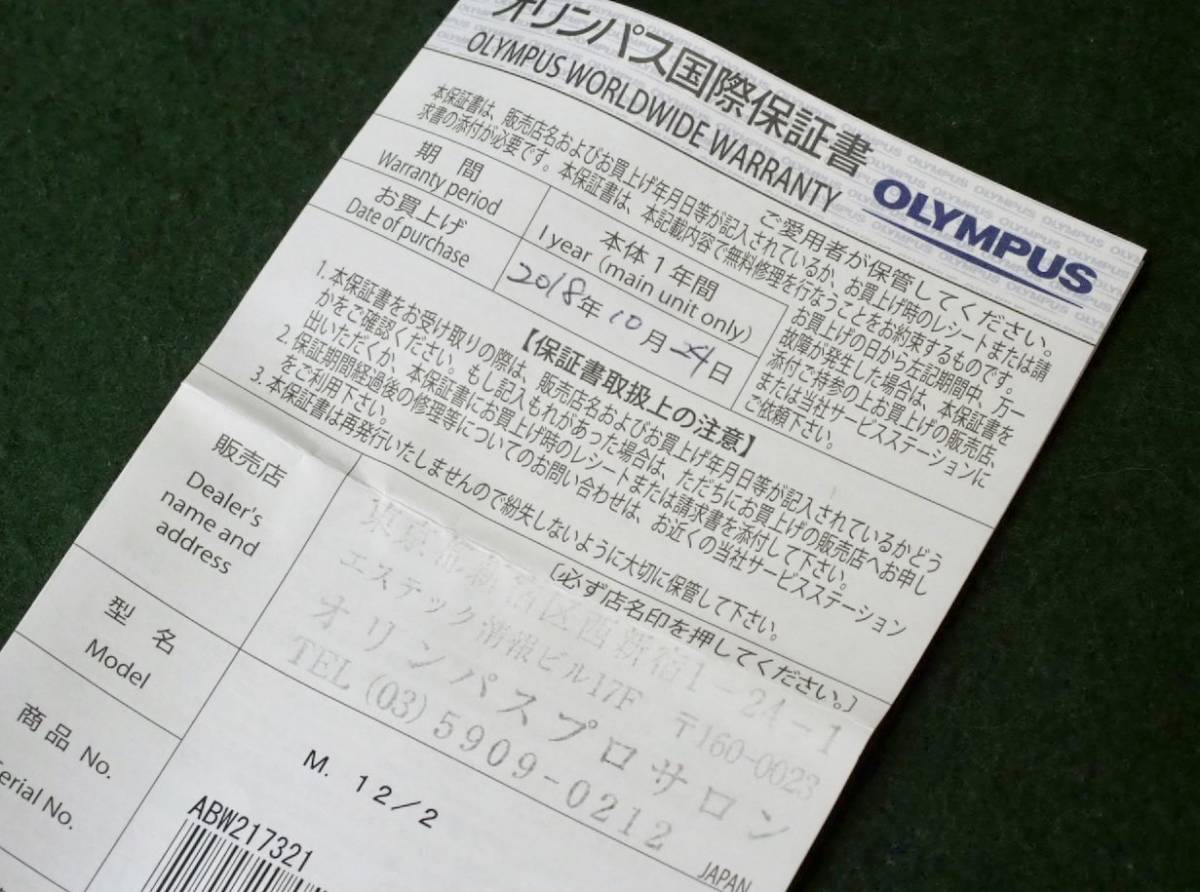 オリンパス国際保証書
OLYMPUS WORLDWIDE WARRANTY
OLYMPUS
ご愛用者が保管してください。
本保証書は、販売店名およびお買上げ年月日等が記入されているか、お買上げ時のレシートまたは請
求書の添付が必要です。本保証書は、本記載内容で無料修理を行なうことをお約束するものです。
期 間
Warranty period
本体1年間
1 year (main unit only)
お買上げ
Date of purchase
2018年 10月 24日
お買上げの日から左記期間中、万一
故障が発生した場合は、本保証書を
添付ご持参の上お買上げの販売店、
または当社サービスステーションに
ご依頼下さい。
【保証書取扱上の注意】
1. 本保証書をお受け取りの際は、販売店名およびお買上げ年月日等が記入されているかどう
かをご確認ください。もし記入もれがあった場合は、ただちにお買上げの販売店へお申し
出いただくか、本保証書にお買上げ時のレシートまたは請求書を添付して下さい。
2. 保証期間経過後の修理等についてのお問い合わせは、お近くの当社サービスステーション
をご利用下さい。
3. 本保証書は再発行いたしませんので紛失しないように大切に保管して下さい。
〔必ず店名印を押してください。〕
販売店
Dealer's
name and
address
東京都新宿区西新宿1-24-1
エステック情報ビル17F 〒160-0023
オリンパスプロサロン
TEL (03) 5909-0212
型 名
Model
M. 12/2
JAPAN
商品 No.
erial No.
ABW217321